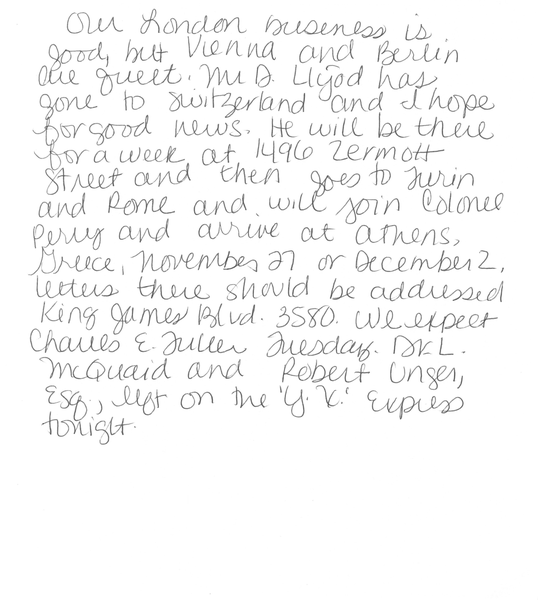 Our London business is
good, but Vienna and Berlin
are quiet. Mr. D. Llyod has
gone to Switzerland and I hope
for good news. He will be there
for a week at 1496 Zermott
Street and then goes to Turin
and Rome and will join Colonel
Perry and arrive at athens,
Greece, November 27 or December 2.
letters there should be addressed
King James Blvd. 3580. We expect
Charles E. Fuller Tuesday. Dr. L.
McQuaid and Robert Unger,
Esq., left on the 'Y. X.' Express
tonight.